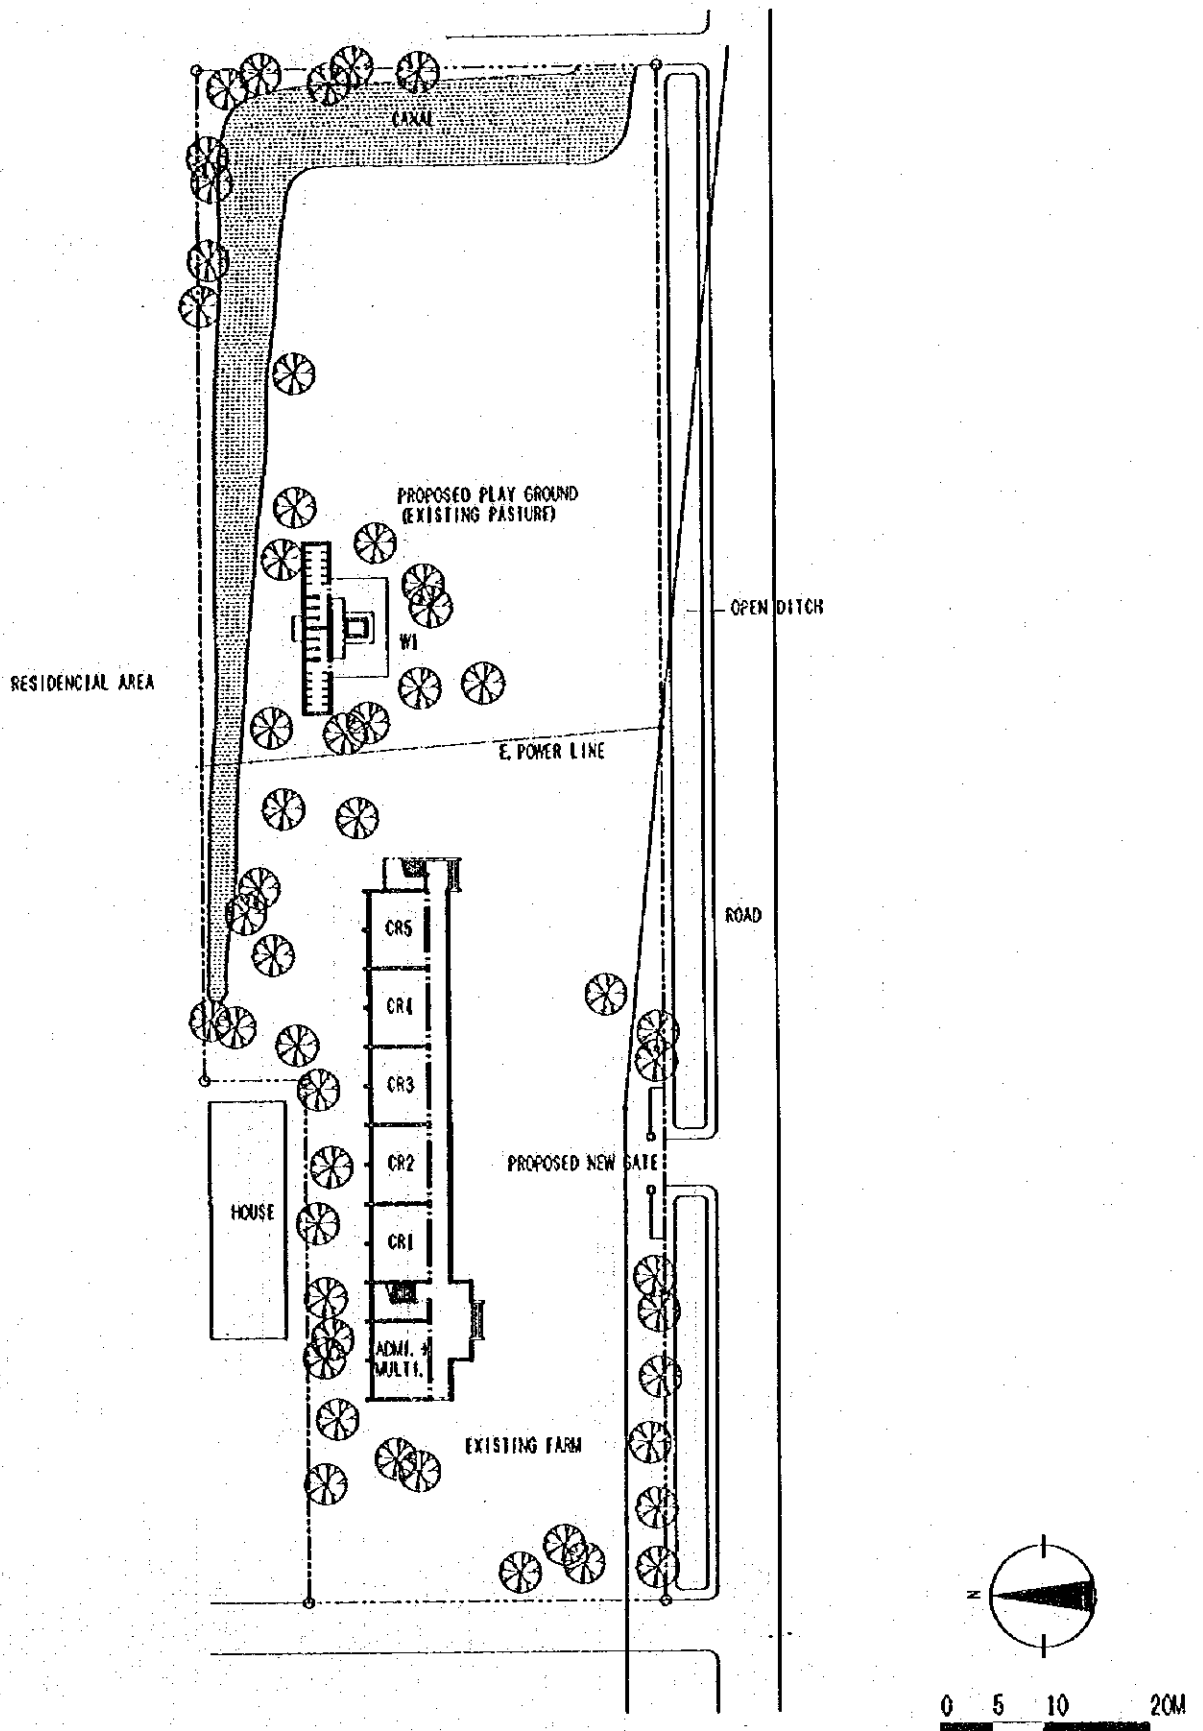 CANAL
PROPOSED PLAY GROUND
(EXISTING PASTURE)
OPEN DITCH
W1
RESIDENCIAL AREA
E. POWER LINE
ROAD
CR5
CR4
CR3
CR2
PROPOSED NEW GATE
HOUSE
CR1
ADMI. +
MULTI.
EXISTING FARM
N
0 5 10 20M